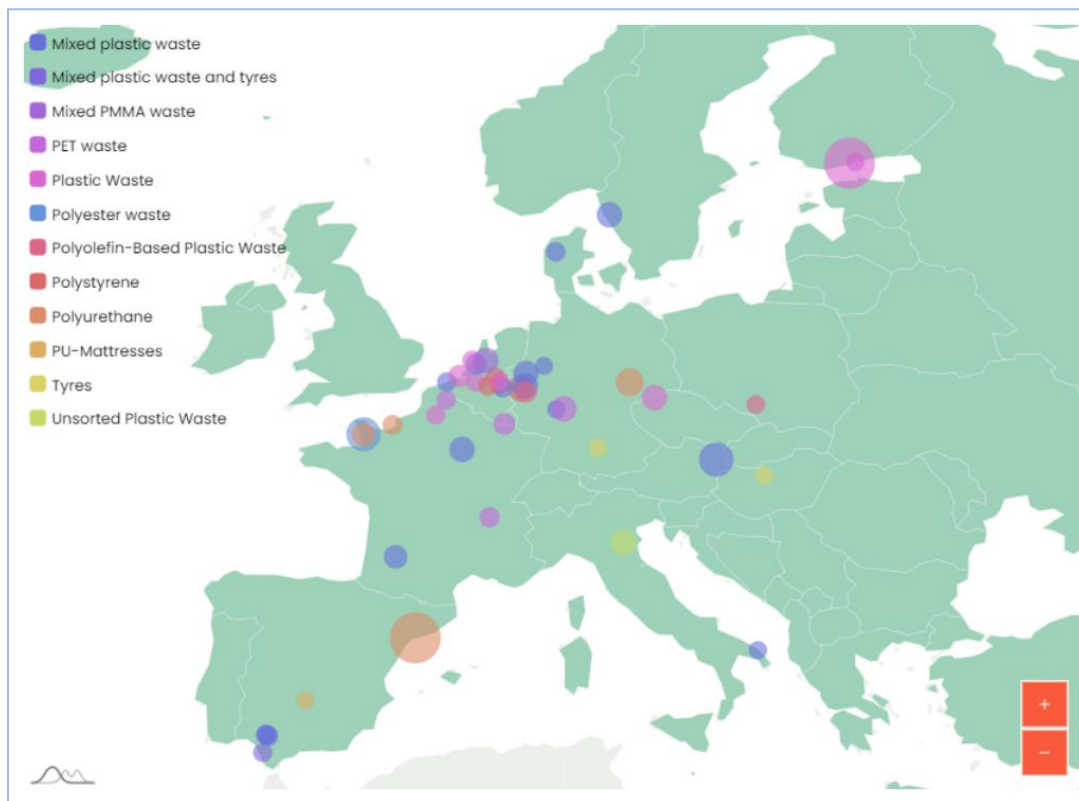 Mixed plastic waste
Mixed plastic waste and tyres
Mixed PMMA waste
PET waste
Plastic Waste
Polyester waste
Polyolefin-Based Plastic Waste
Polystyrene
Polyurethane
PU-Mattresses
Tyres
Unsorted Plastic Waste
+
−